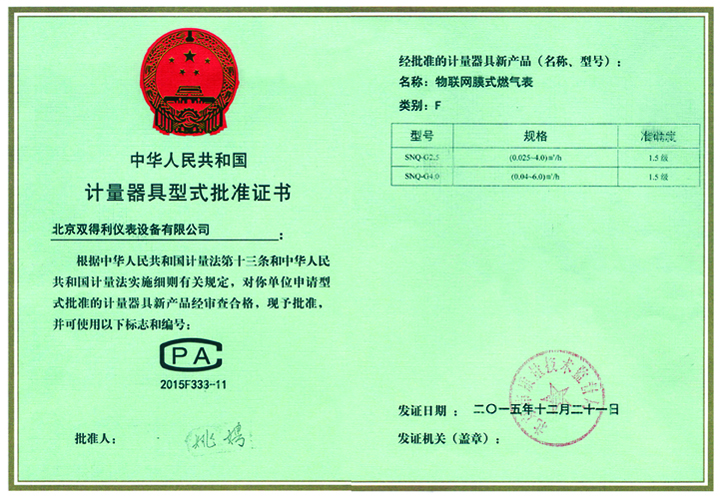 中华人民共和国
计量器具型式批准证书
北京双得利仪表设备有限公司：
根据中华人民共和国计量法第十三条和中华人民
共和国计量法实施细则有关规定，对你单位申请型
式批准的计量器具新产品经审查合格，现予批准，
并可使用以下标志和编号：
CPA
2015F333-11
批准人：
经批准的计量器具新产品（名称、型号）：
名称：物联网膜式燃气表
类别：F
型号 规格 准确度
SNQ-G2.5 (0.025~4.0)m³/h 1.5 级
SNQ-G4.0 (0.04~6.0)m³/h 1.5 级
发证日期：二〇一五年十二月二十一日
发证机关（盖章）：